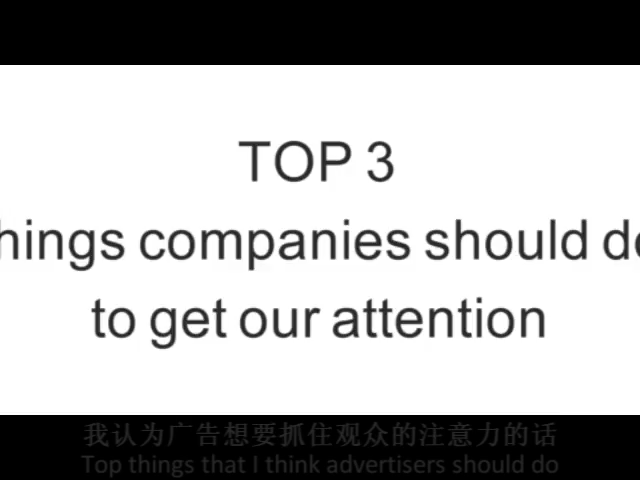 TOP 3
hings companies should do
to get our attention
我认为广告想要抓住观众的注意力的话
Top things that I think advertisers should do